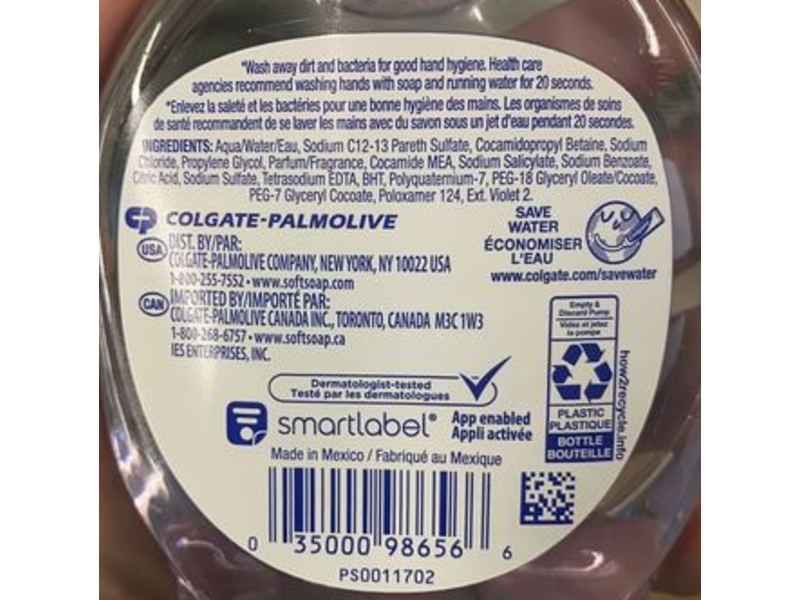 *Wash away dirt and bacteria for good hand hygiene. Health care
agencies recommend washing hands with soap and running water for 20 seconds.
*Enlevez la saleté et les bactéries pour une bonne hygiène des mains. Les organismes de soins
de santé recommandent de se laver les mains avec du savon sous un jet d'eau pendant 20 secondes.
INGREDIENTS: Aqua/Water/Eau, Sodium C12-13 Pareth Sulfate, Cocamidopropyl Betaine, Sodium
Chloride, Propylene Glycol, Parfum/Fragrance, Cocamide MEA, Sodium Salicylate, Sodium Benzoate,
Citric Acid, Sodium Sulfate, Tetrasodium EDTA, BHT, Polyquaternium-7, PEG-18 Glyceryl Oleate/Cocoate,
PEG-7 Glyceryl Cocoate, Poloxamer 124, Ext. Violet 2.
CP COLGATE-PALMOLIVE
USA DIST. BY/PAR:
COLGATE-PALMOLIVE COMPANY, NEW YORK, NY 10022 USA
1-800-255-7552 • www.softsoap.com
CAN IMPORTED BY/IMPORTÉ PAR:
COLGATE-PALMOLIVE CANADA INC., TORONTO, CANADA M3C 1W3
1-800-268-6757 • www.softsoap.ca
IES ENTERPRISES, INC.
SAVE
WATER
ÉCONOMISER
L'EAU
www.colgate.com/savewater
Empty &
Discard Pump
Videz et jetez
la pompe
PLASTIC
PLASTIQUE
BOTTLE
BOUTEILLE
how2recycle.info
Dermatologist-tested
Testé par les dermatologues
smartlabel®
App enabled
Appli activée
Made in Mexico / Fabriqué au Mexique
0 35000 98656 6
PS0011702